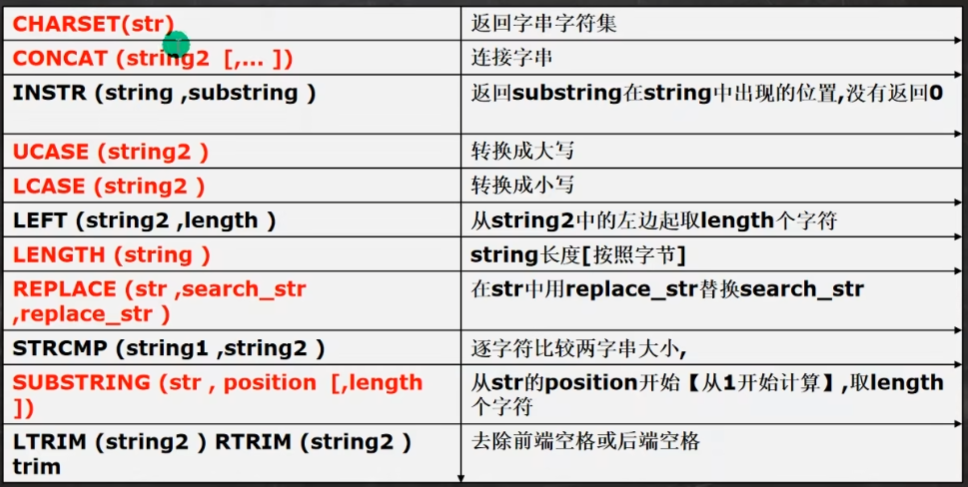 CHARSET(str)
返回字串字符集
CONCAT (string2  [,... ])
连接字串
INSTR (string ,substring )
返回substring在string中出现的位置,没有返回0
UCASE (string2 )
转换成大写
LCASE (string2 )
转换成小写
LEFT (string2 ,length )
从string2中的左边起取length个字符
LENGTH (string )
string长度[按照字节]
REPLACE (str ,search_str
,replace_str )
在str中用replace_str替换search_str
STRCMP (string1 ,string2 )
逐字符比较两字串大小,
SUBSTRING (str , position  [,length
])
从str的position开始【从1开始计算】,取length
个字符
LTRIM (string2 ) RTRIM (string2 )
trim
去除前端空格或后端空格